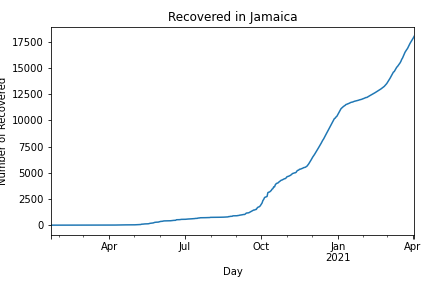 Recovered in Jamaica
Number of Recovered
17500
15000
12500
10000
7500
5000
2500
0
Apr
Jul
Oct
Jan
2021
Apr
Day